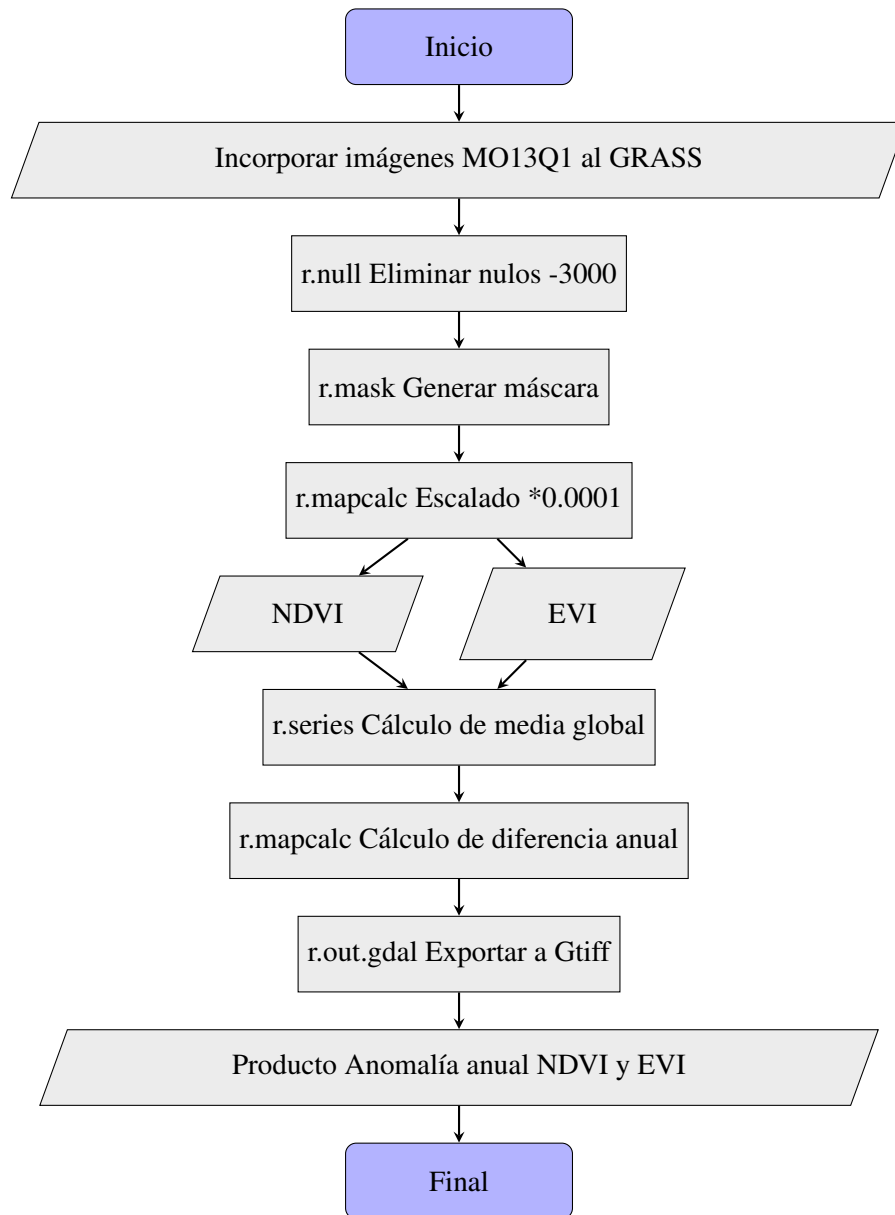 Inicio
Incorporar imágenes MO13Q1 al GRASS
r.null Eliminar nulos -3000
r.mask Generar máscara
r.mapcalc Escalado *0.0001
NDVI
EVI
r.series Cálculo de media global
r.mapcalc Cálculo de diferencia anual
r.out.gdal Exportar a Gtiff
Producto Anomalía anual NDVI y EVI
Final